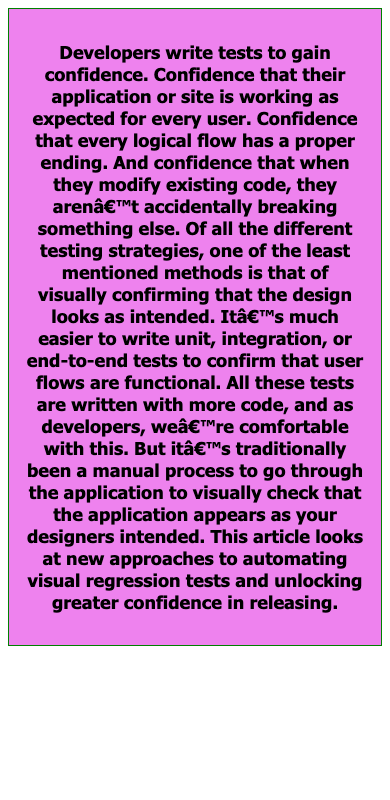 Developers write tests to gain
confidence. Confidence that their
application or site is working as
expected for every user. Confidence
that every logical flow has a proper
ending. And confidence that when
they modify existing code, they
arenâ€™t accidentally breaking
something else. Of all the different
testing strategies, one of the least
mentioned methods is that of
visually confirming that the design
looks as intended. Itâ€™s much
easier to write unit, integration, or
end-to-end tests to confirm that user
flows are functional. All these tests
are written with more code, and as
developers, weâ€™re comfortable
with this. But itâ€™s traditionally
been a manual process to go through
the application to visually check that
the application appears as your
designers intended. This article looks
at new approaches to automating
visual regression tests and unlocking
greater confidence in releasing.